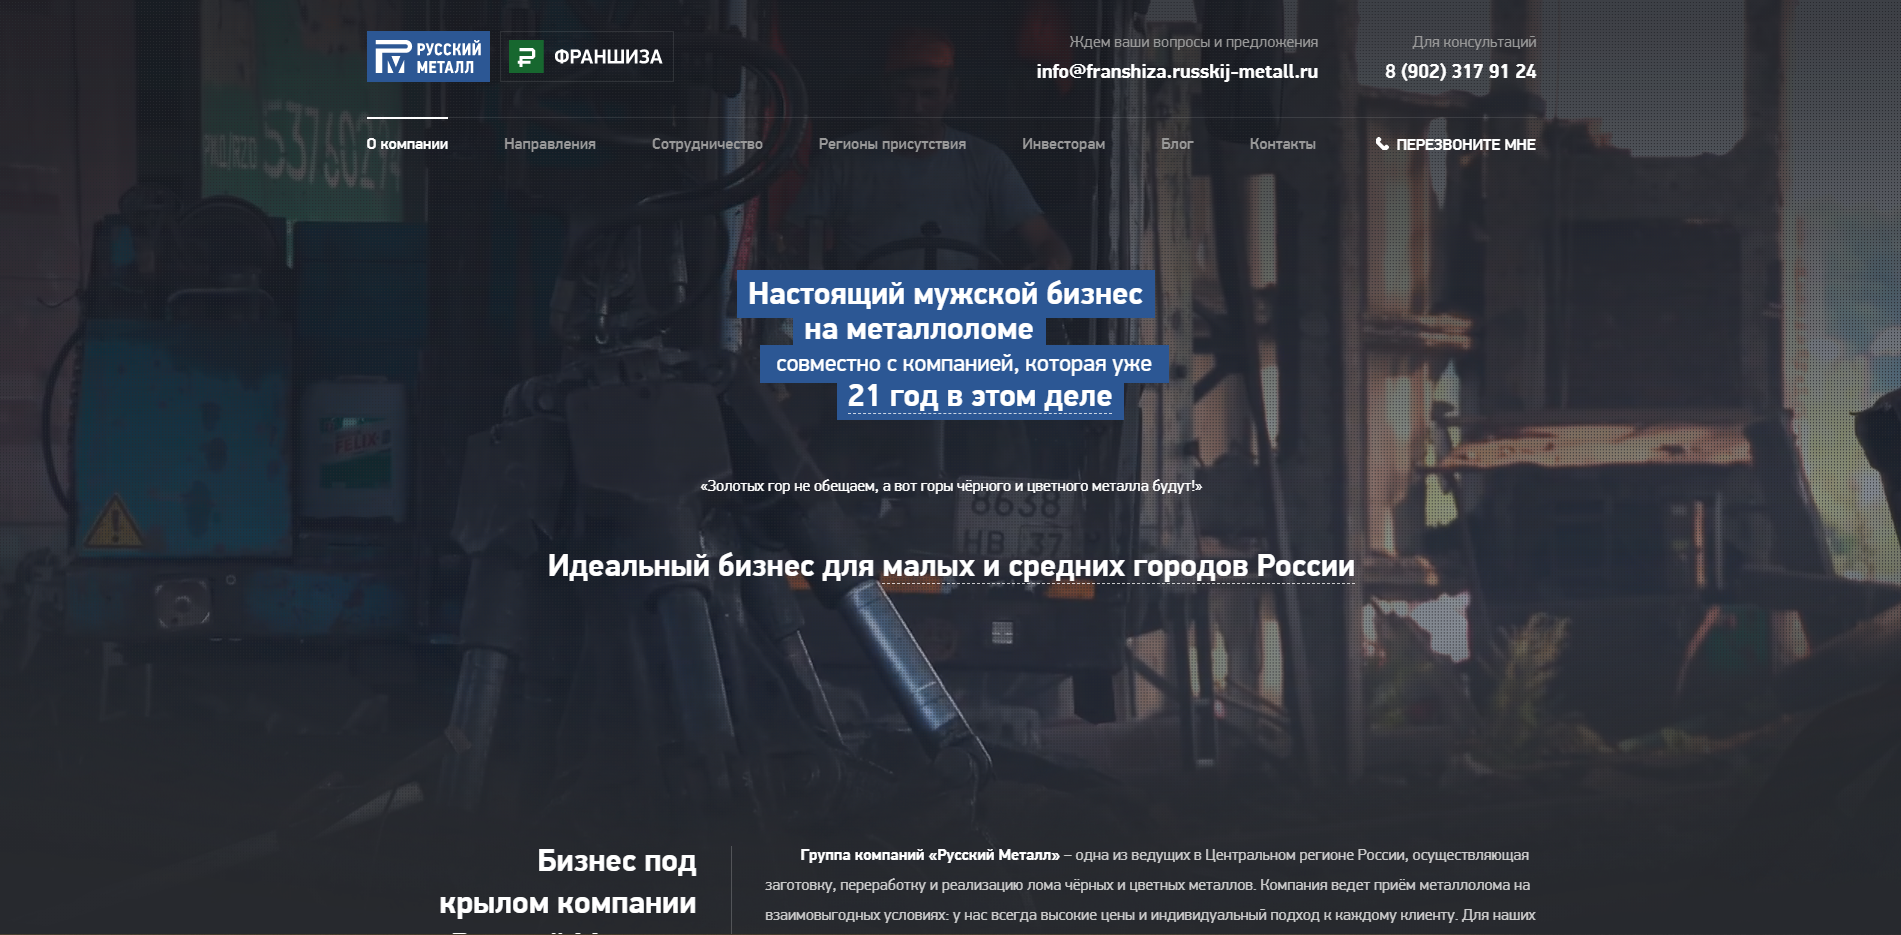 РУССКИЙ
МЕТАЛЛ
ФРАНШИЗА
Ждем ваши вопросы и предложения
info@franshiza.russkij-metall.ru
Для консультаций
8 (902) 317 91 24
О компании
Направления
Сотрудничество
Регионы присутствия
Инвесторам
Блог
Контакты
ПЕРЕЗВОНИТЕ МНЕ
5376029
Настоящий мужской бизнес
на металлоломе
совместно с компанией, которая уже
21 год в этом деле
FELIX
«Золотых гор не обещаем, а вот горы чёрного и цветного металла будут!»
8638
НВ 37
Идеальный бизнес для малых и средних городов России
Бизнес под
крылом компании
Группа компаний «Русский Металл» – одна из ведущих в Центральном регионе России, осуществляющая
заготовку, переработку и реализацию лома чёрных и цветных металлов. Компания ведет приём металлолома на
взаимовыгодных условиях: у нас всегда высокие цены и индивидуальный подход к каждому клиенту. Для наших